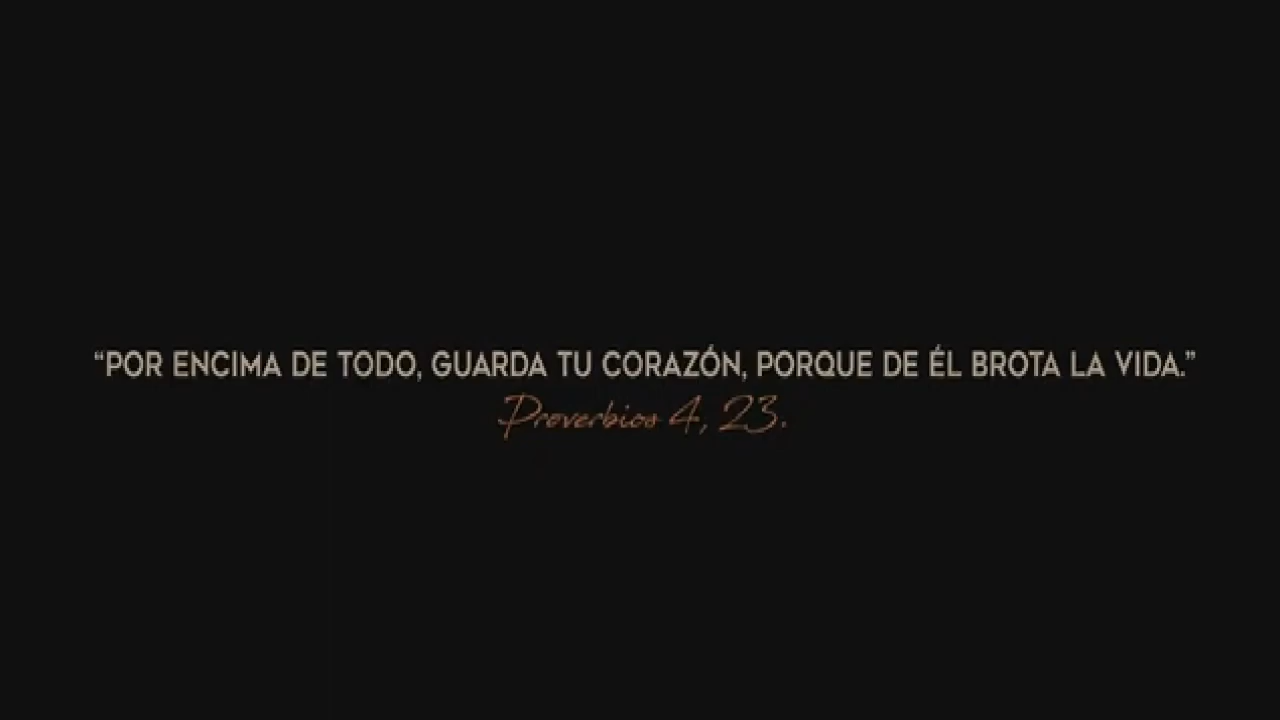 “POR ENCIMA DE TODO, GUARDA TU CORAZÓN, PORQUE DE ÉL BROTA LA VIDA.”
Proverbios 4, 23.